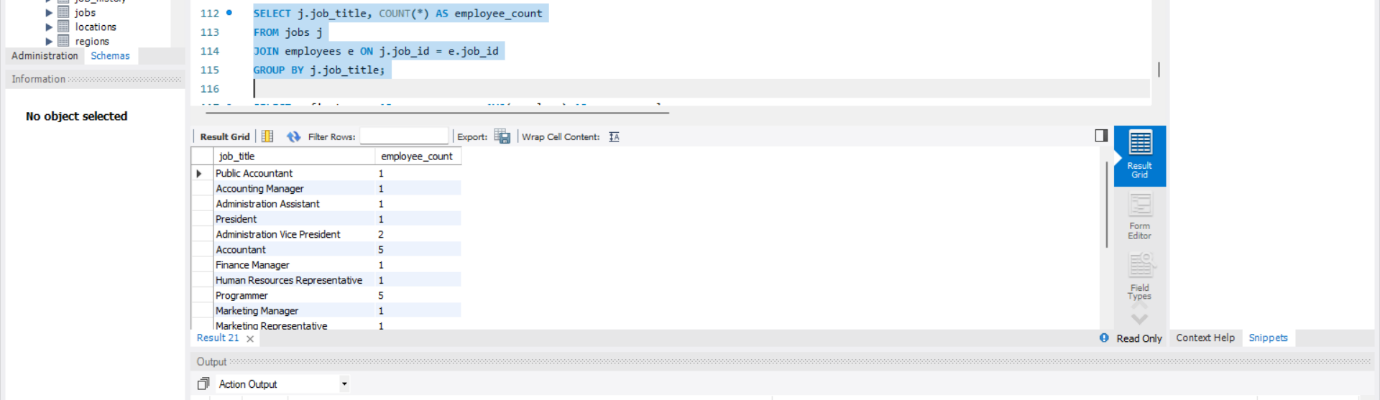 job_history
jobs
locations
regions
Administration Schemas
Information
No object selected
112 SELECT j.job_title, COUNT(*) AS employee_count
113 FROM jobs j
114 JOIN employees e ON j.job_id = e.job_id
115 GROUP BY j.job_title;
116
Result Grid Filter Rows: Export: Wrap Cell Content:
job_title employee_count
Public Accountant 1
Accounting Manager 1
Administration Assistant 1
President 1
Administration Vice President 2
Accountant 5
Finance Manager 1
Human Resources Representative 1
Programmer 5
Marketing Manager 1
Marketing Representative 1
Result Grid
Form Editor
Field Types
Result 21
Read Only
Context Help Snippets
Output
Action Output